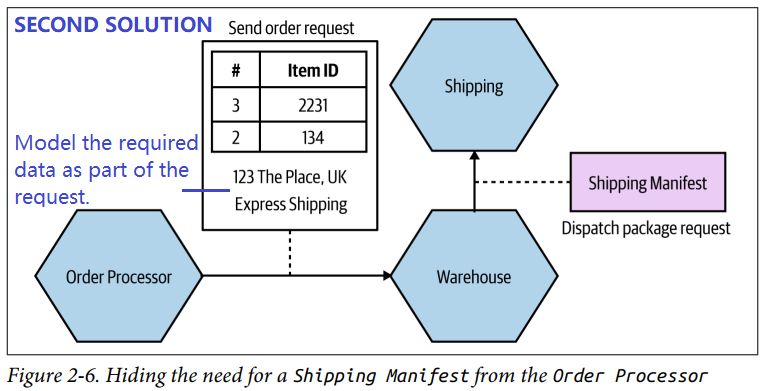 SECOND SOLUTION
Send order request
# Item ID
3 2231
2 134
123 The Place, UK
Express Shipping
Model the required
data as part of the
request.
Shipping
Shipping Manifest
Dispatch package request
Order Processor
Warehouse
Figure 2-6. Hiding the need for a Shipping Manifest from the Order Processor